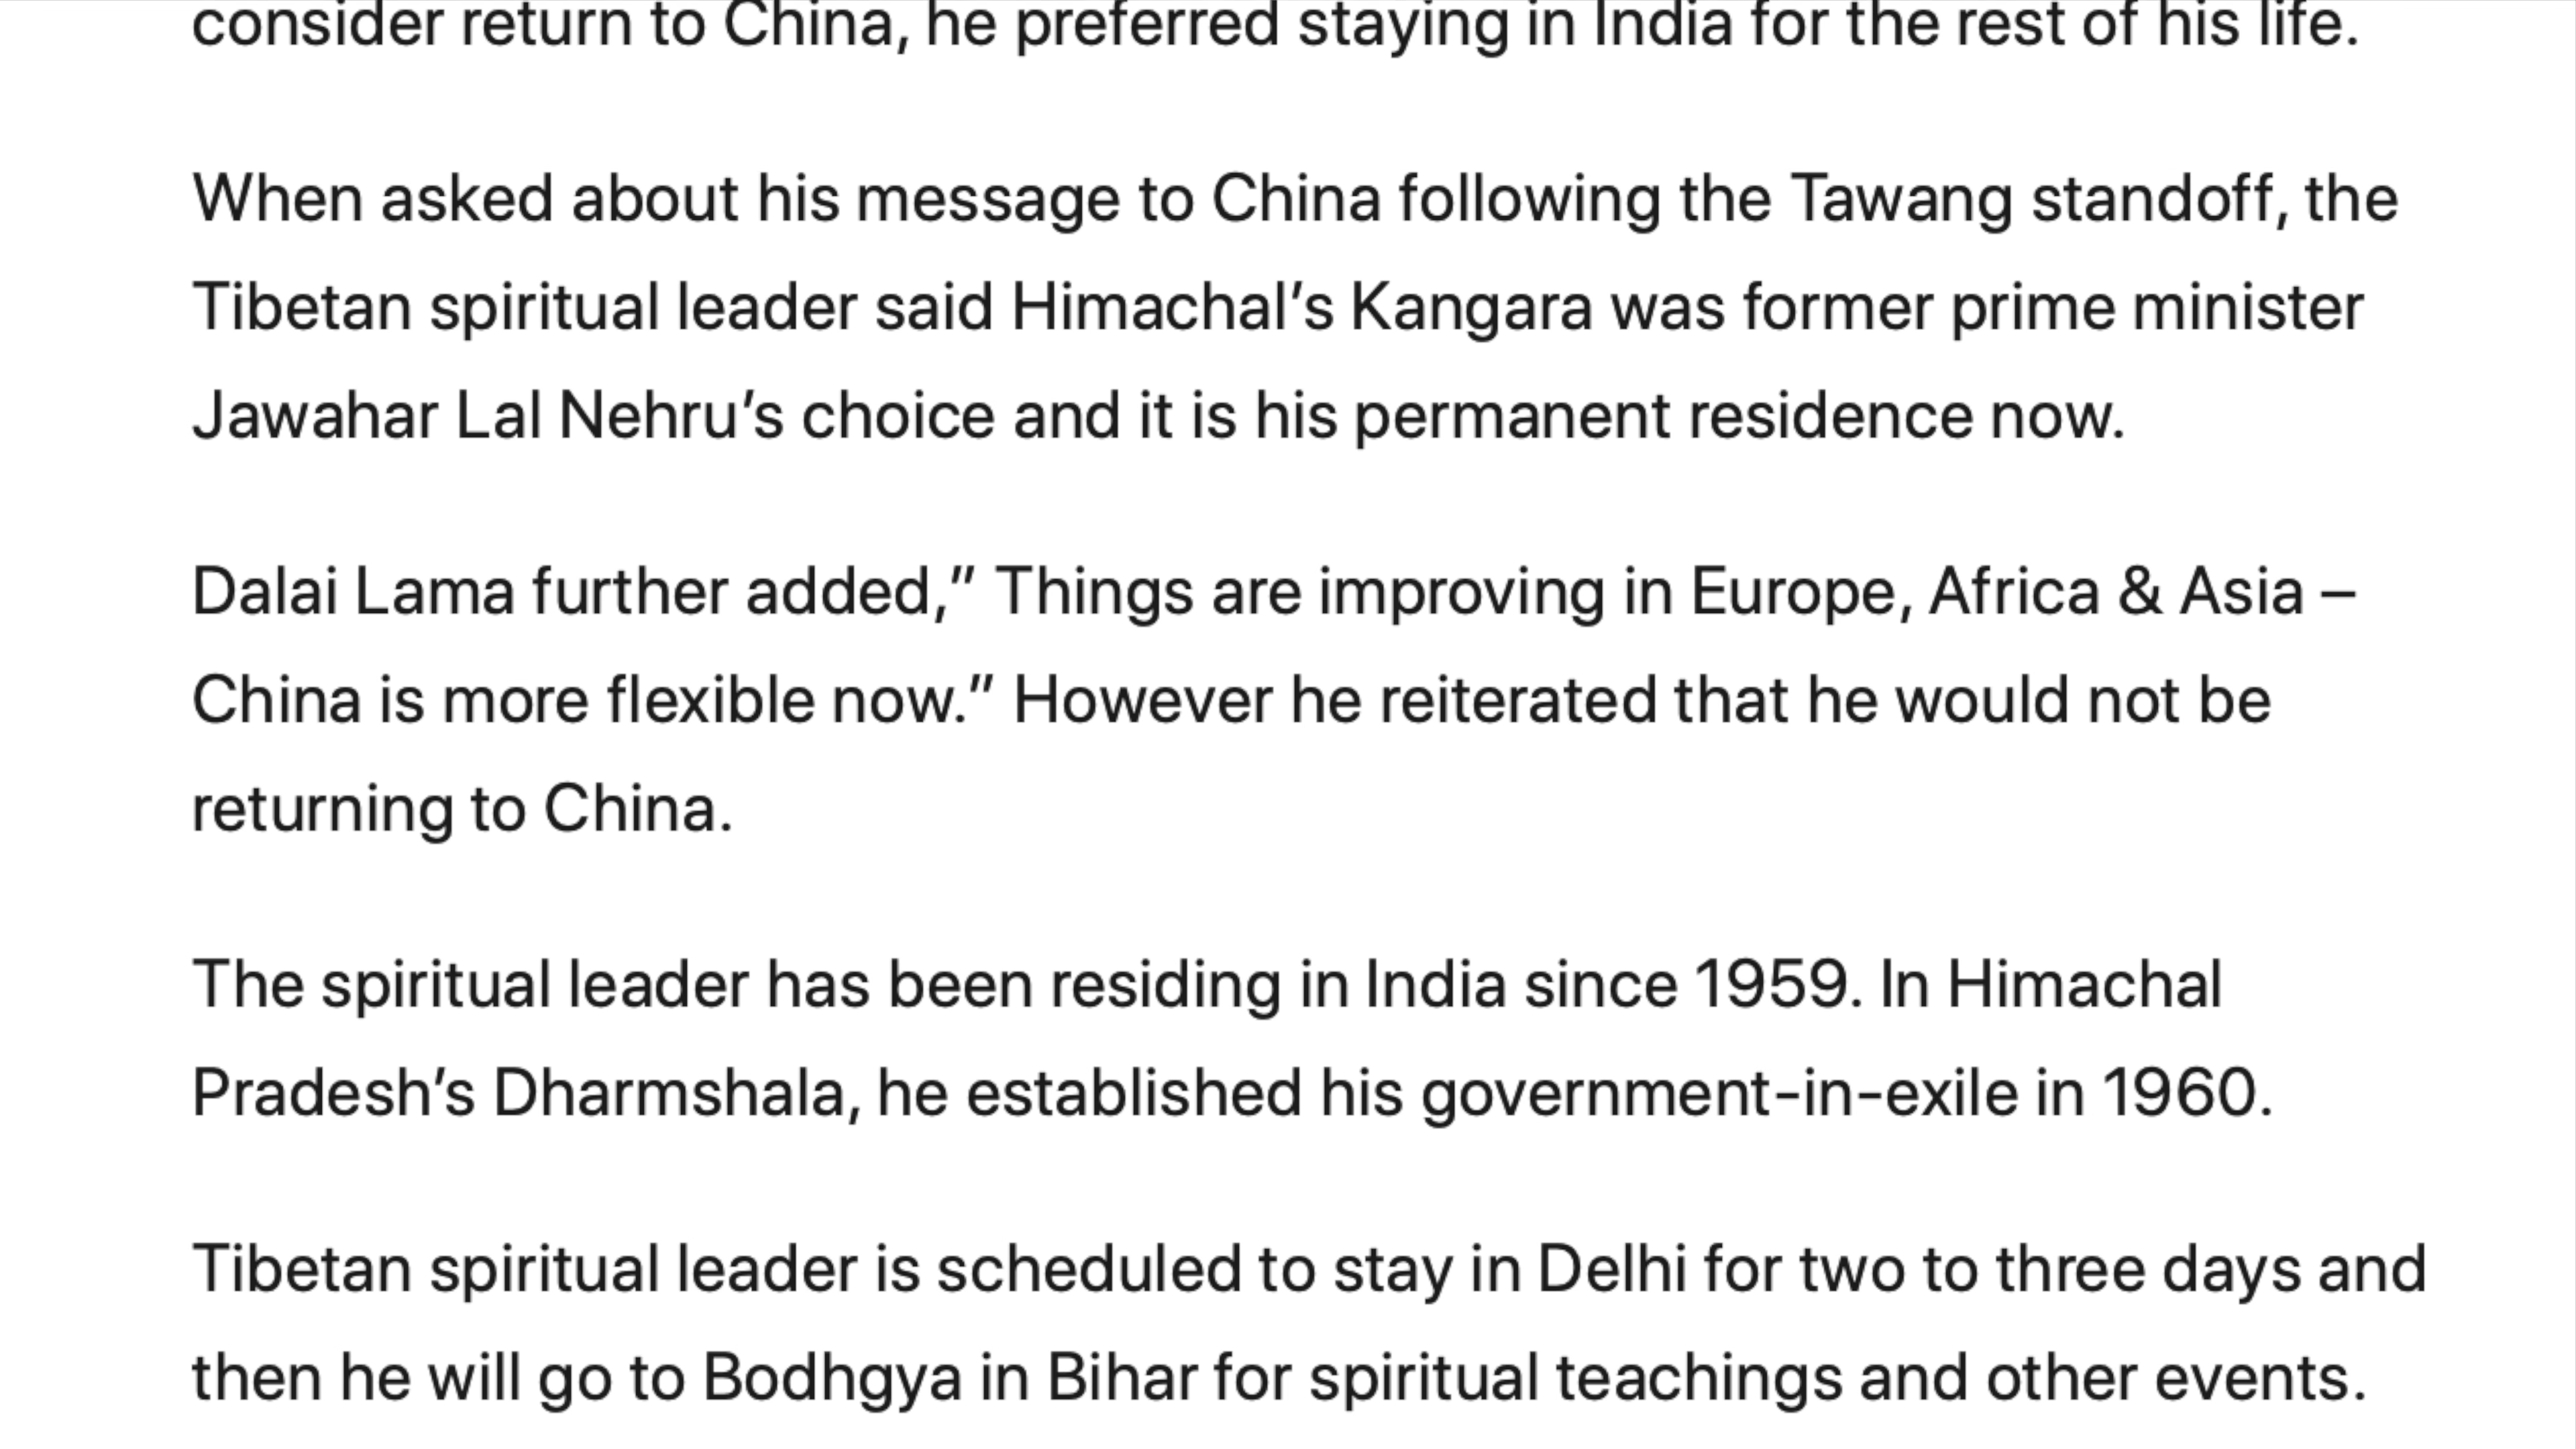 consider return to China, he preferred staying in India for the rest of his life.
When asked about his message to China following the Tawang standoff, the
Tibetan spiritual leader said Himachal’s Kangara was former prime minister
Jawahar Lal Nehru’s choice and it is his permanent residence now.
Dalai Lama further added,” Things are improving in Europe, Africa & Asia –
China is more flexible now.” However he reiterated that he would not be
returning to China.
The spiritual leader has been residing in India since 1959. In Himachal
Pradesh’s Dharmshala, he established his government-in-exile in 1960.
Tibetan spiritual leader is scheduled to stay in Delhi for two to three days and
then he will go to Bodhgya in Bihar for spiritual teachings and other events.